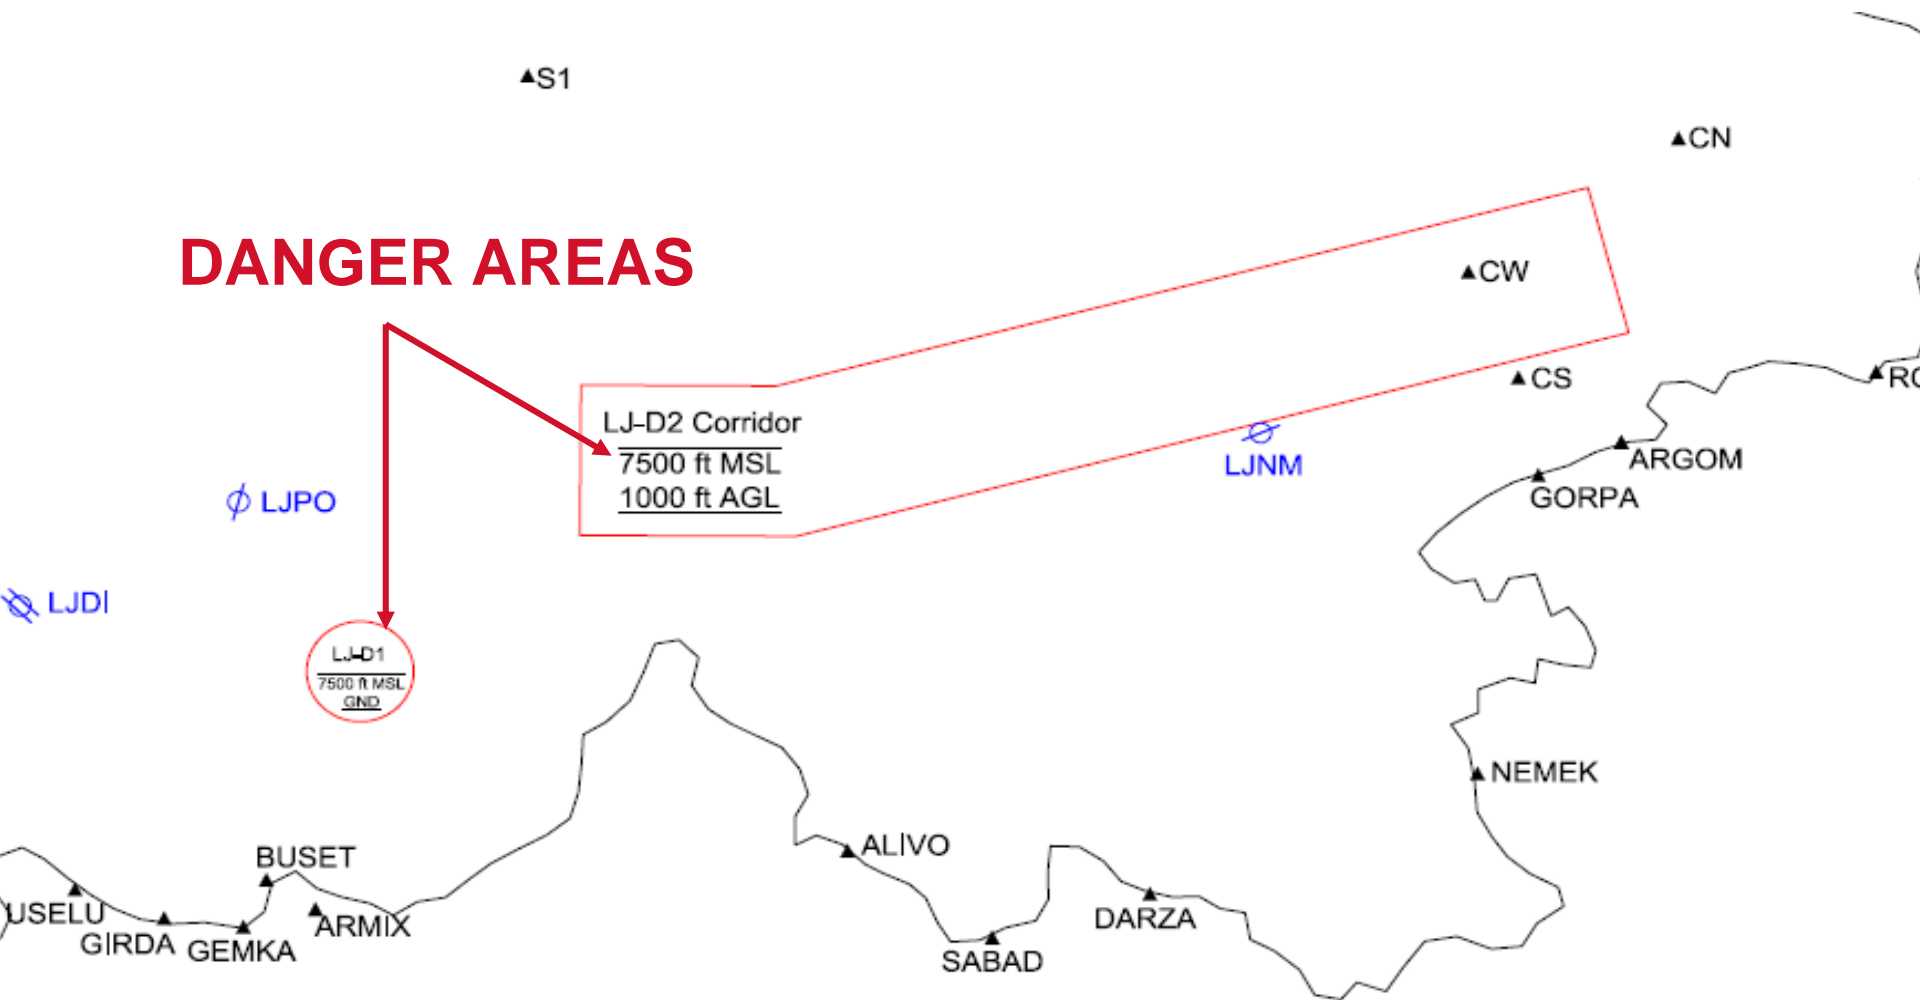 S1
CN
DANGER AREAS
CW
CS
LJ-D2 Corridor
7500 ft MSL
1000 ft AGL
LJNM
ARGOM
GORPA
LJPO
LJDI
LJ-D1
7500 ft MSL
GND
NEMEK
ALIVO
BUSET
USELU
GIRDA
GEMKA
ARMIX
SABAD
DARZA